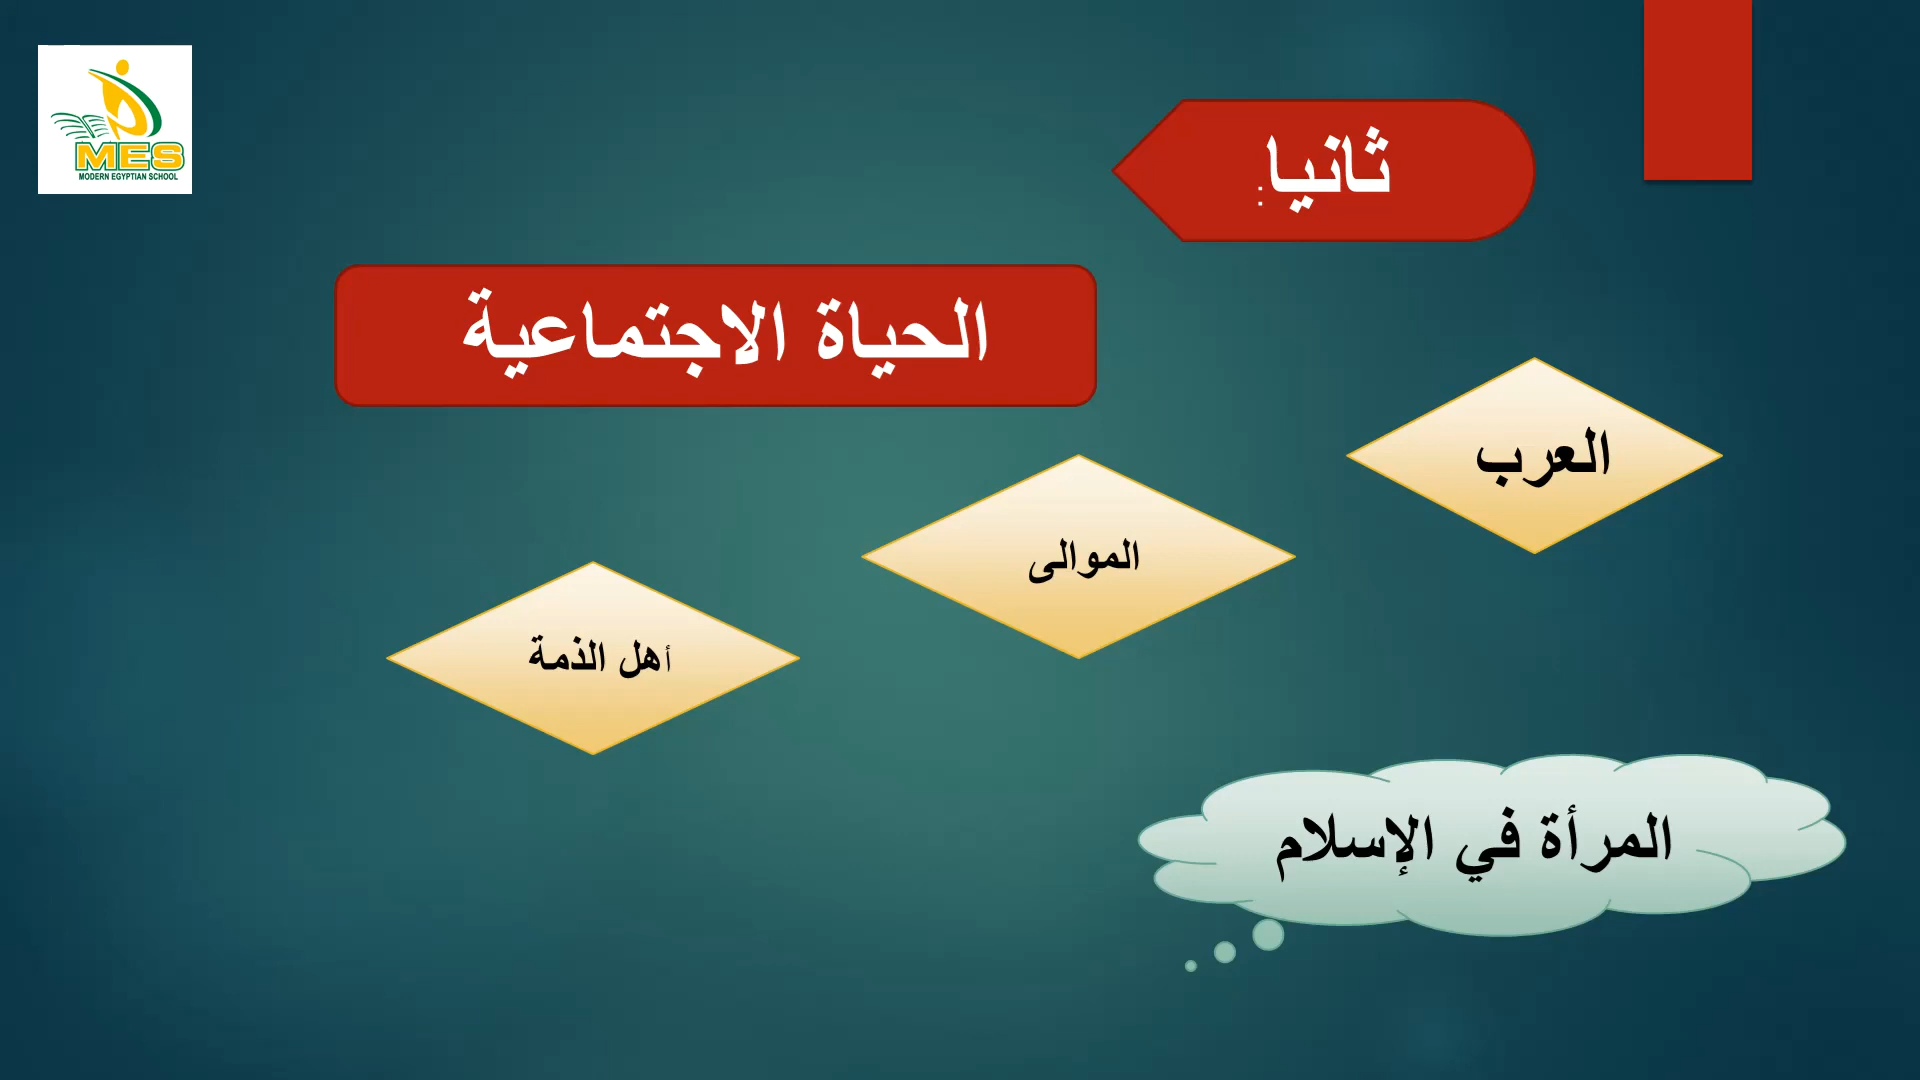 MES
MODERN EGYPTIAN SCHOOL
ثانيا:
الحياة الاجتماعية
العرب
الموالى
أهل الذمة
المرأة في الإسلام